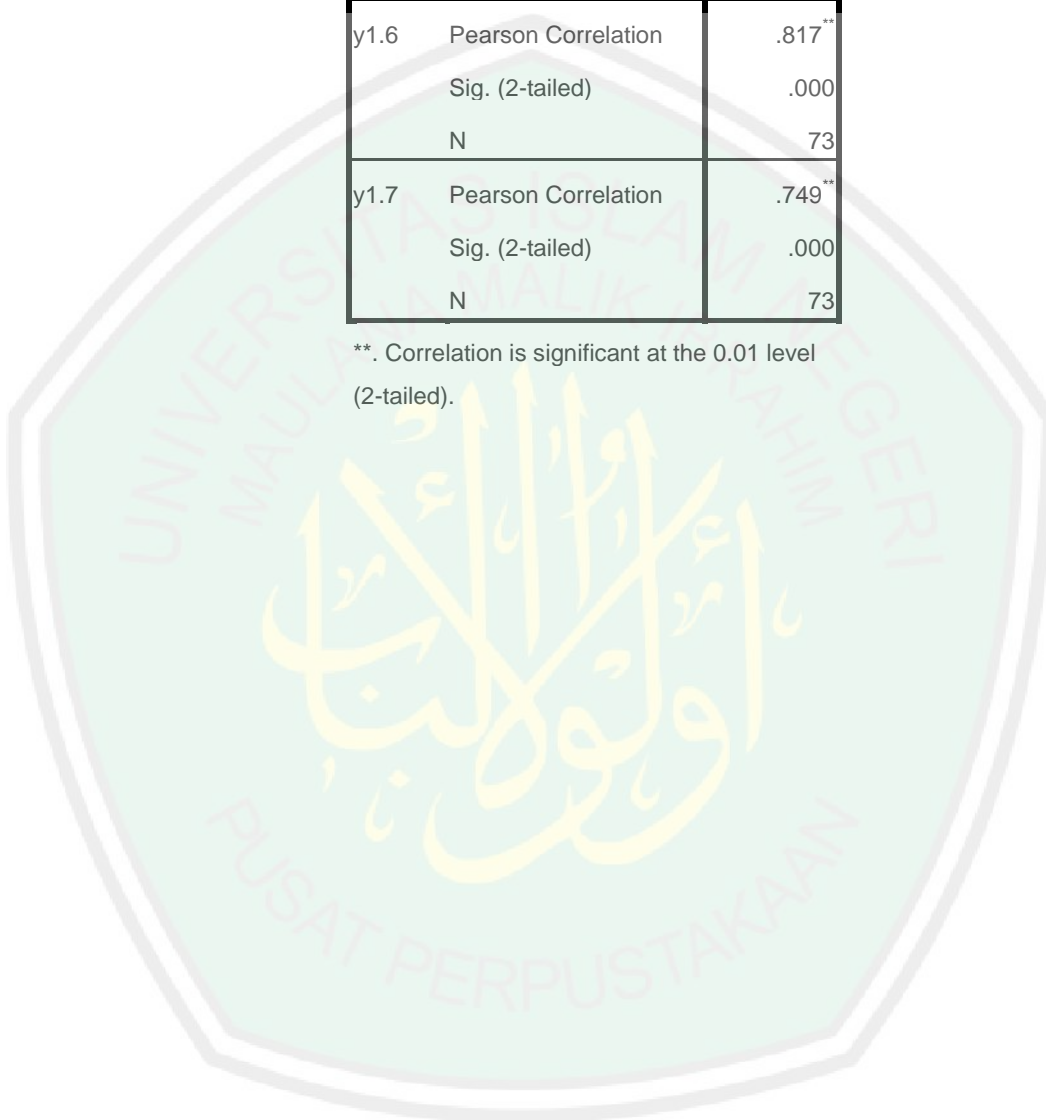 y1.6 Pearson Correlation .817**
Sig. (2-tailed) .000
N 73
y1.7 Pearson Correlation .749**
Sig. (2-tailed) .000
N 73
**. Correlation is significant at the 0.01 level
(2-tailed).
UNIVERSITAS ISLAM NEGERI
MAULANA MALIK IBRAHIM
أولوا الألباب
PUSAT PERPUSTAKAAN